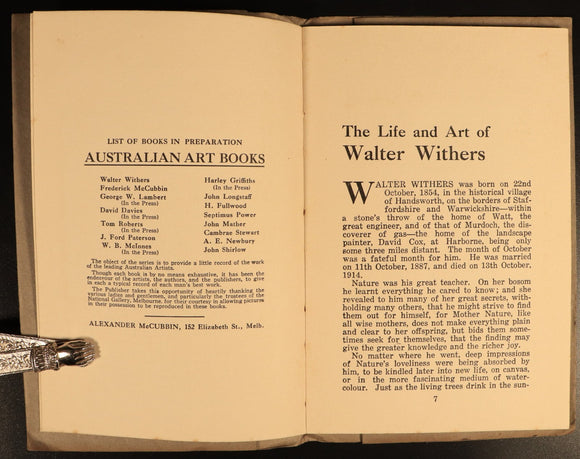 LIST OF BOOKS IN PREPARATION
AUSTRALIAN ART BOOKS
Walter Withers
Frederick McCubbin
(In the Press)
George W. Lambert
(In the Press)
David Davies
(In the Press)
Tom Roberts
(In the Press)
J. Ford Paterson
W. B. McInnes
(In the Press)
Harley Griffiths
(In the Press)
John Longstaff
H. Fullwood
Septimus Power
John Mather
Cumbrae Stewart
A. E. Newbury
John Shirlow
The object of the series is to provide a little record of the work
of the leading Australian Artists.
Though each book is by no means exhaustive, it has been the
endeavour of the artists, the authors, and the publishers, to give
in each a typical record of each man's best work.
The Publisher takes this opportunity of heartily thanking the
various ladies and gentlemen, and particularly the trustees of the
National Gallery, Melbourne, for their courtesy in allowing pictures
in their possession to be reproduced in these books.
ALEXANDER McCUBBIN, 152 Elizabeth St., Melb.
The Life and Art of
Walter Withers
WALTER WITHERS was born on 22nd
October, 1854, in the historical village
of Handsworth, on the borders of Staf-
fordshire and Warwickshire—within
a stone's throw of the home of Watt, the
great engineer, and of that of Murdoch, the dis-
coverer of gas—the home of the landscape
painter, David Cox, at Harborne, being only
some three miles distant. The month of October
was a fateful month for him. He was married
on 11th October, 1887, and died on 13th October,
1914.
Nature was his great teacher. On her bosom
he learnt everything he cared to know; and she
revealed to him many of her great secrets, with-
holding many others, that he might strive to find
them out for himself, for Mother Nature, like
all wise mothers, does not make everything plain
and clear to her offspring, but bids them some-
times seek for themselves, that the finding may
give the greater knowledge and the richer joy.
No matter where he went, deep impressions
of Nature's loveliness were being absorbed by
him, to be kindled later into new life, on canvas,
or in the more fascinating medium of water-
colour. Just as the living trees drink in the sun-
7